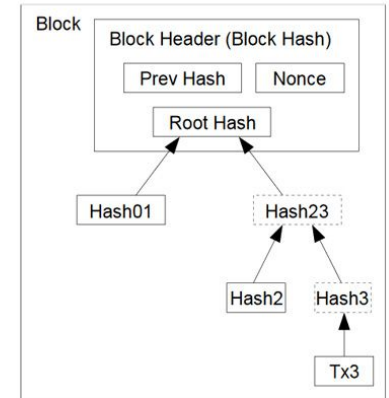 Block
Block Header (Block Hash)
Prev Hash Nonce
Root Hash
Hash01 Hash23
Hash2 Hash3
Tx3